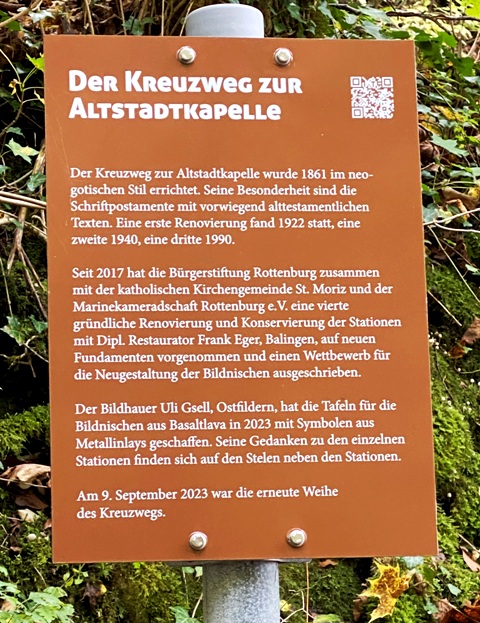 Der Kreuzweg zur
Altstadtkapelle
Der Kreuzweg zur Altstadtkapelle wurde 1861 im neo-
gotischen Stil errichtet. Seine Besonderheit sind die
Schriftpostamente mit vorwiegend alttestamentlichen
Texten. Eine erste Renovierung fand 1922 statt, eine
zweite 1940, eine dritte 1990.
Seit 2017 hat die Bürgerstiftung Rottenburg zusammen
mit der katholischen Kirchengemeinde St. Moriz und der
Marinekameradschaft Rottenburg e.V. eine vierte
gründliche Renovierung und Konservierung der Stationen
mit Dipl. Restaurator Frank Eger, Balingen, auf neuen
Fundamenten vorgenommen und einen Wettbewerb für
die Neugestaltung der Bildnischen ausgeschrieben.
Der Bildhauer Uli Gsell, Ostfildern, hat die Tafeln für die
Bildnischen aus Basaltlava in 2023 mit Symbolen aus
Metallinlays geschaffen. Seine Gedanken zu den einzelnen
Stationen finden sich auf den Stelen neben den Stationen.
Am 9. September 2023 war die erneute Weihe
des Kreuzwegs.